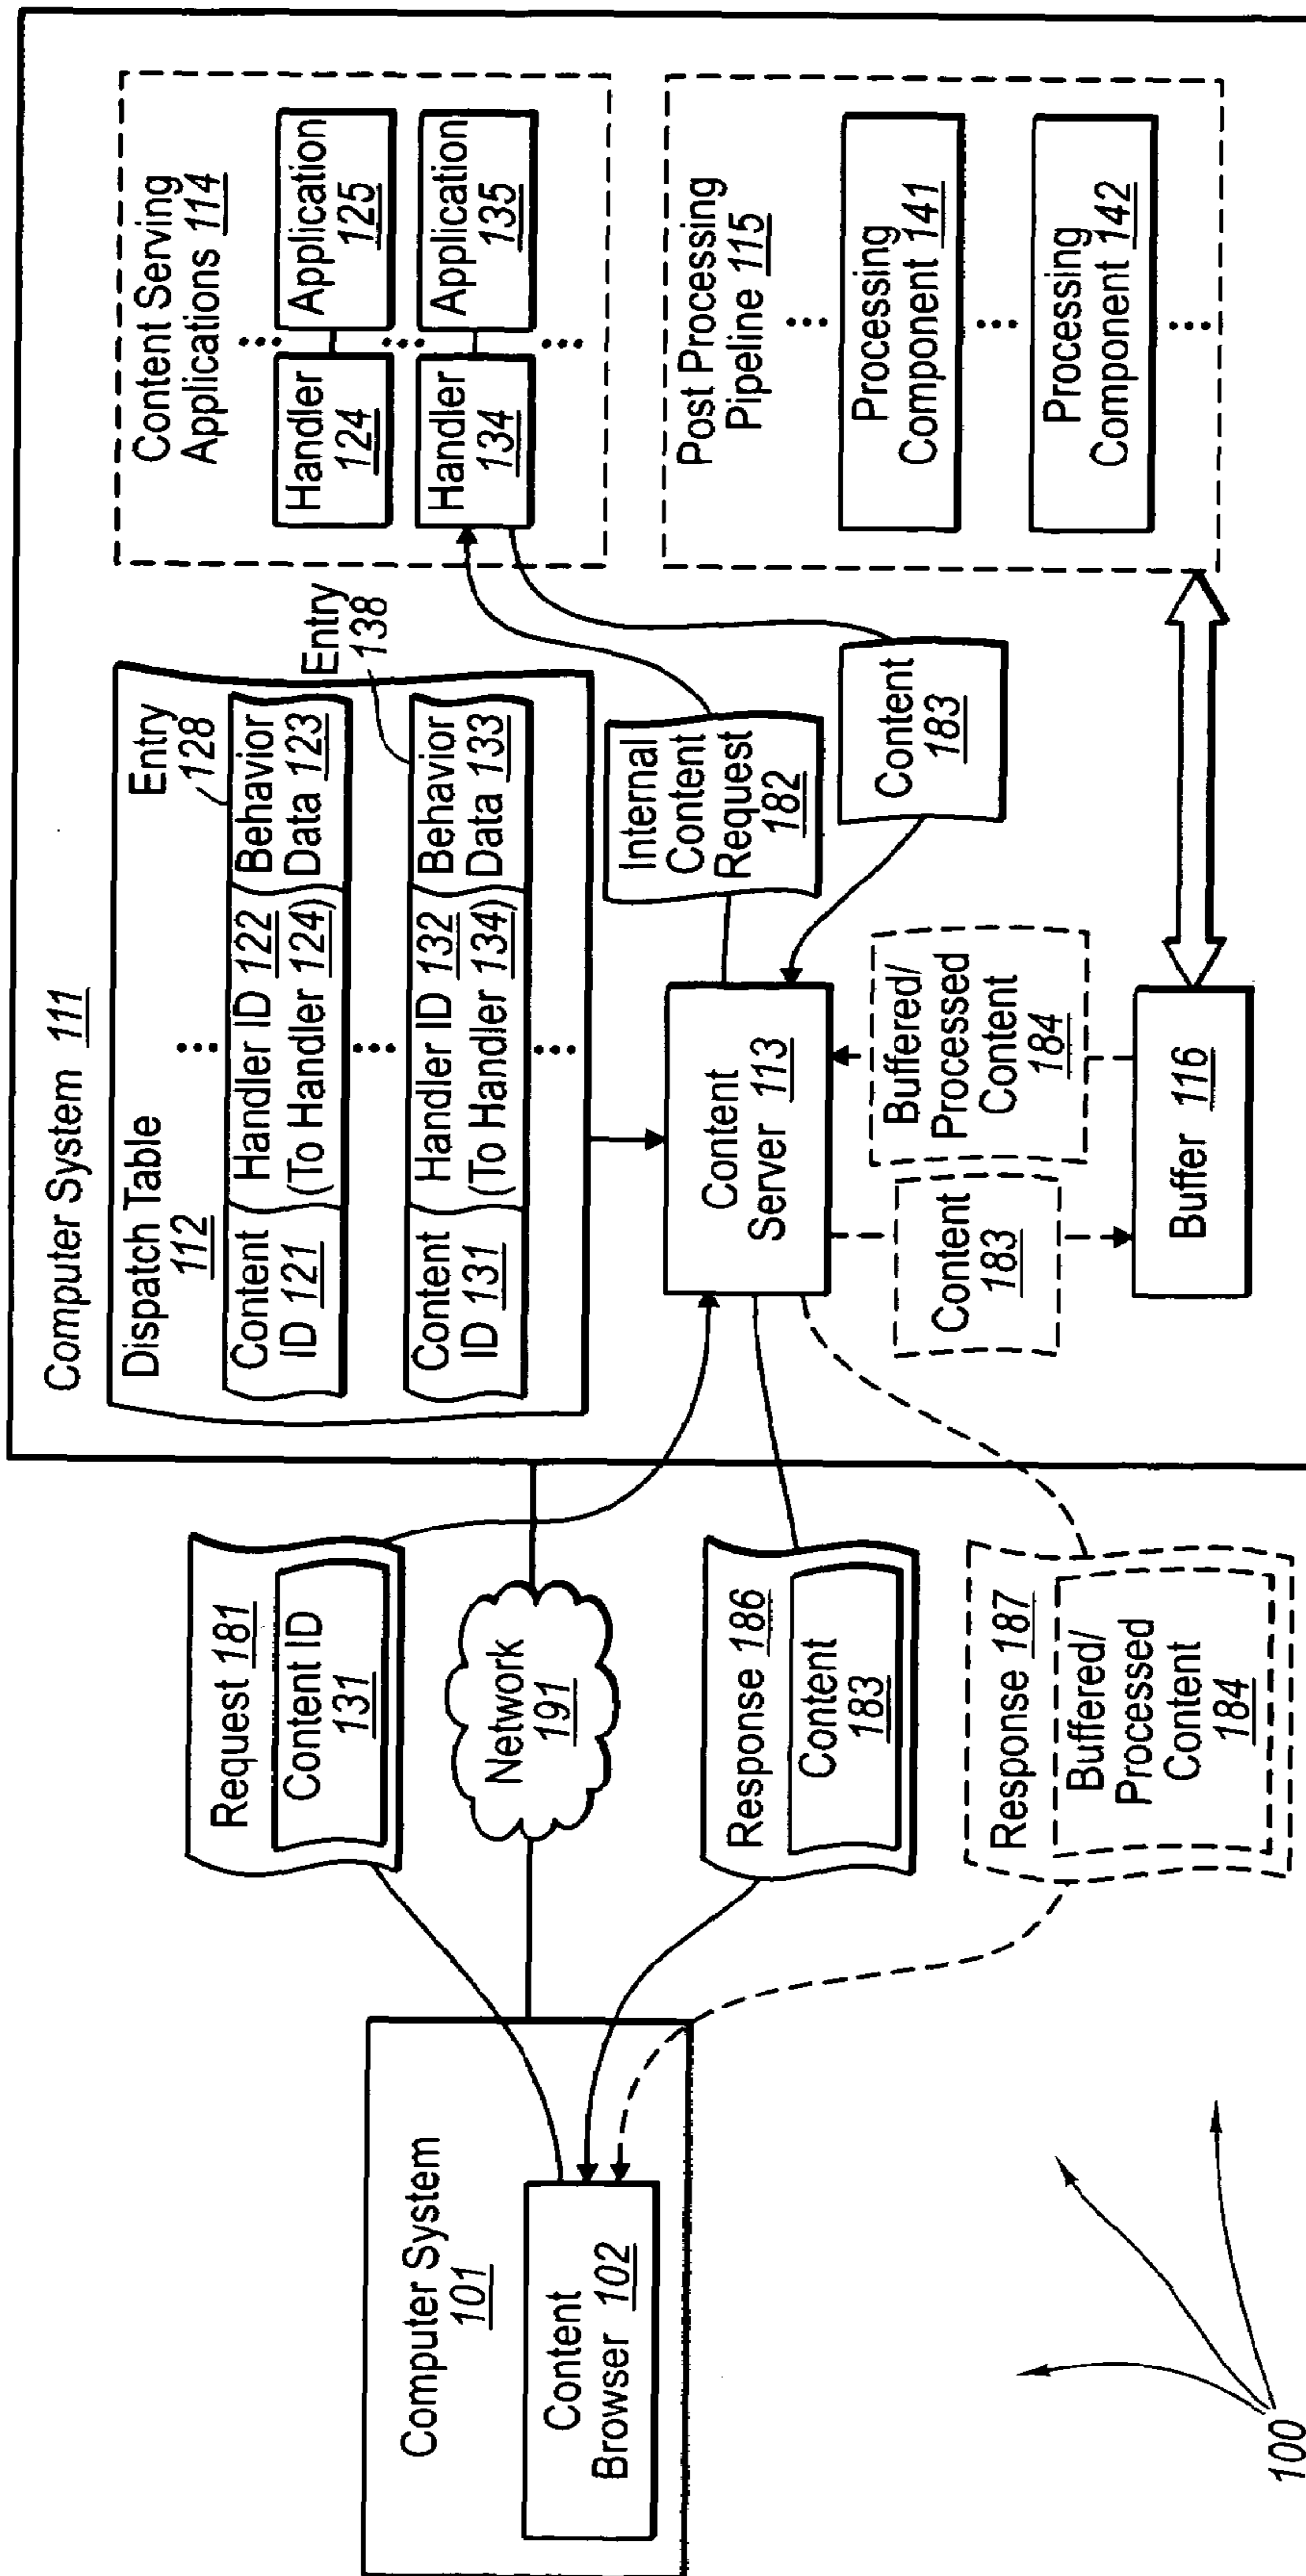 Computer System
101
Content
Browser 102
Request 181
Content ID
131
Network
191
Response 186
Content
183
Response 187
Buffered/
Processed
Content
184
100
Computer System 111
Dispatch Table
112
Entry
128
Content
ID 121
Handler ID 122
(To Handler 124)
Behavior
Data 123
Entry
138
Content
ID 131
Handler ID 132
(To Handler 134)
Behavior
Data 133
Content
Server 113
Internal
Content
Request
182
Content
183
Content
183
Buffered/
Processed
Content
184
Buffer 116
Content Serving
Applications 114
Handler
124
Application
125
Handler
134
Application
135
Post Processing
Pipeline 115
Processing
Component 141
Processing
Component 142